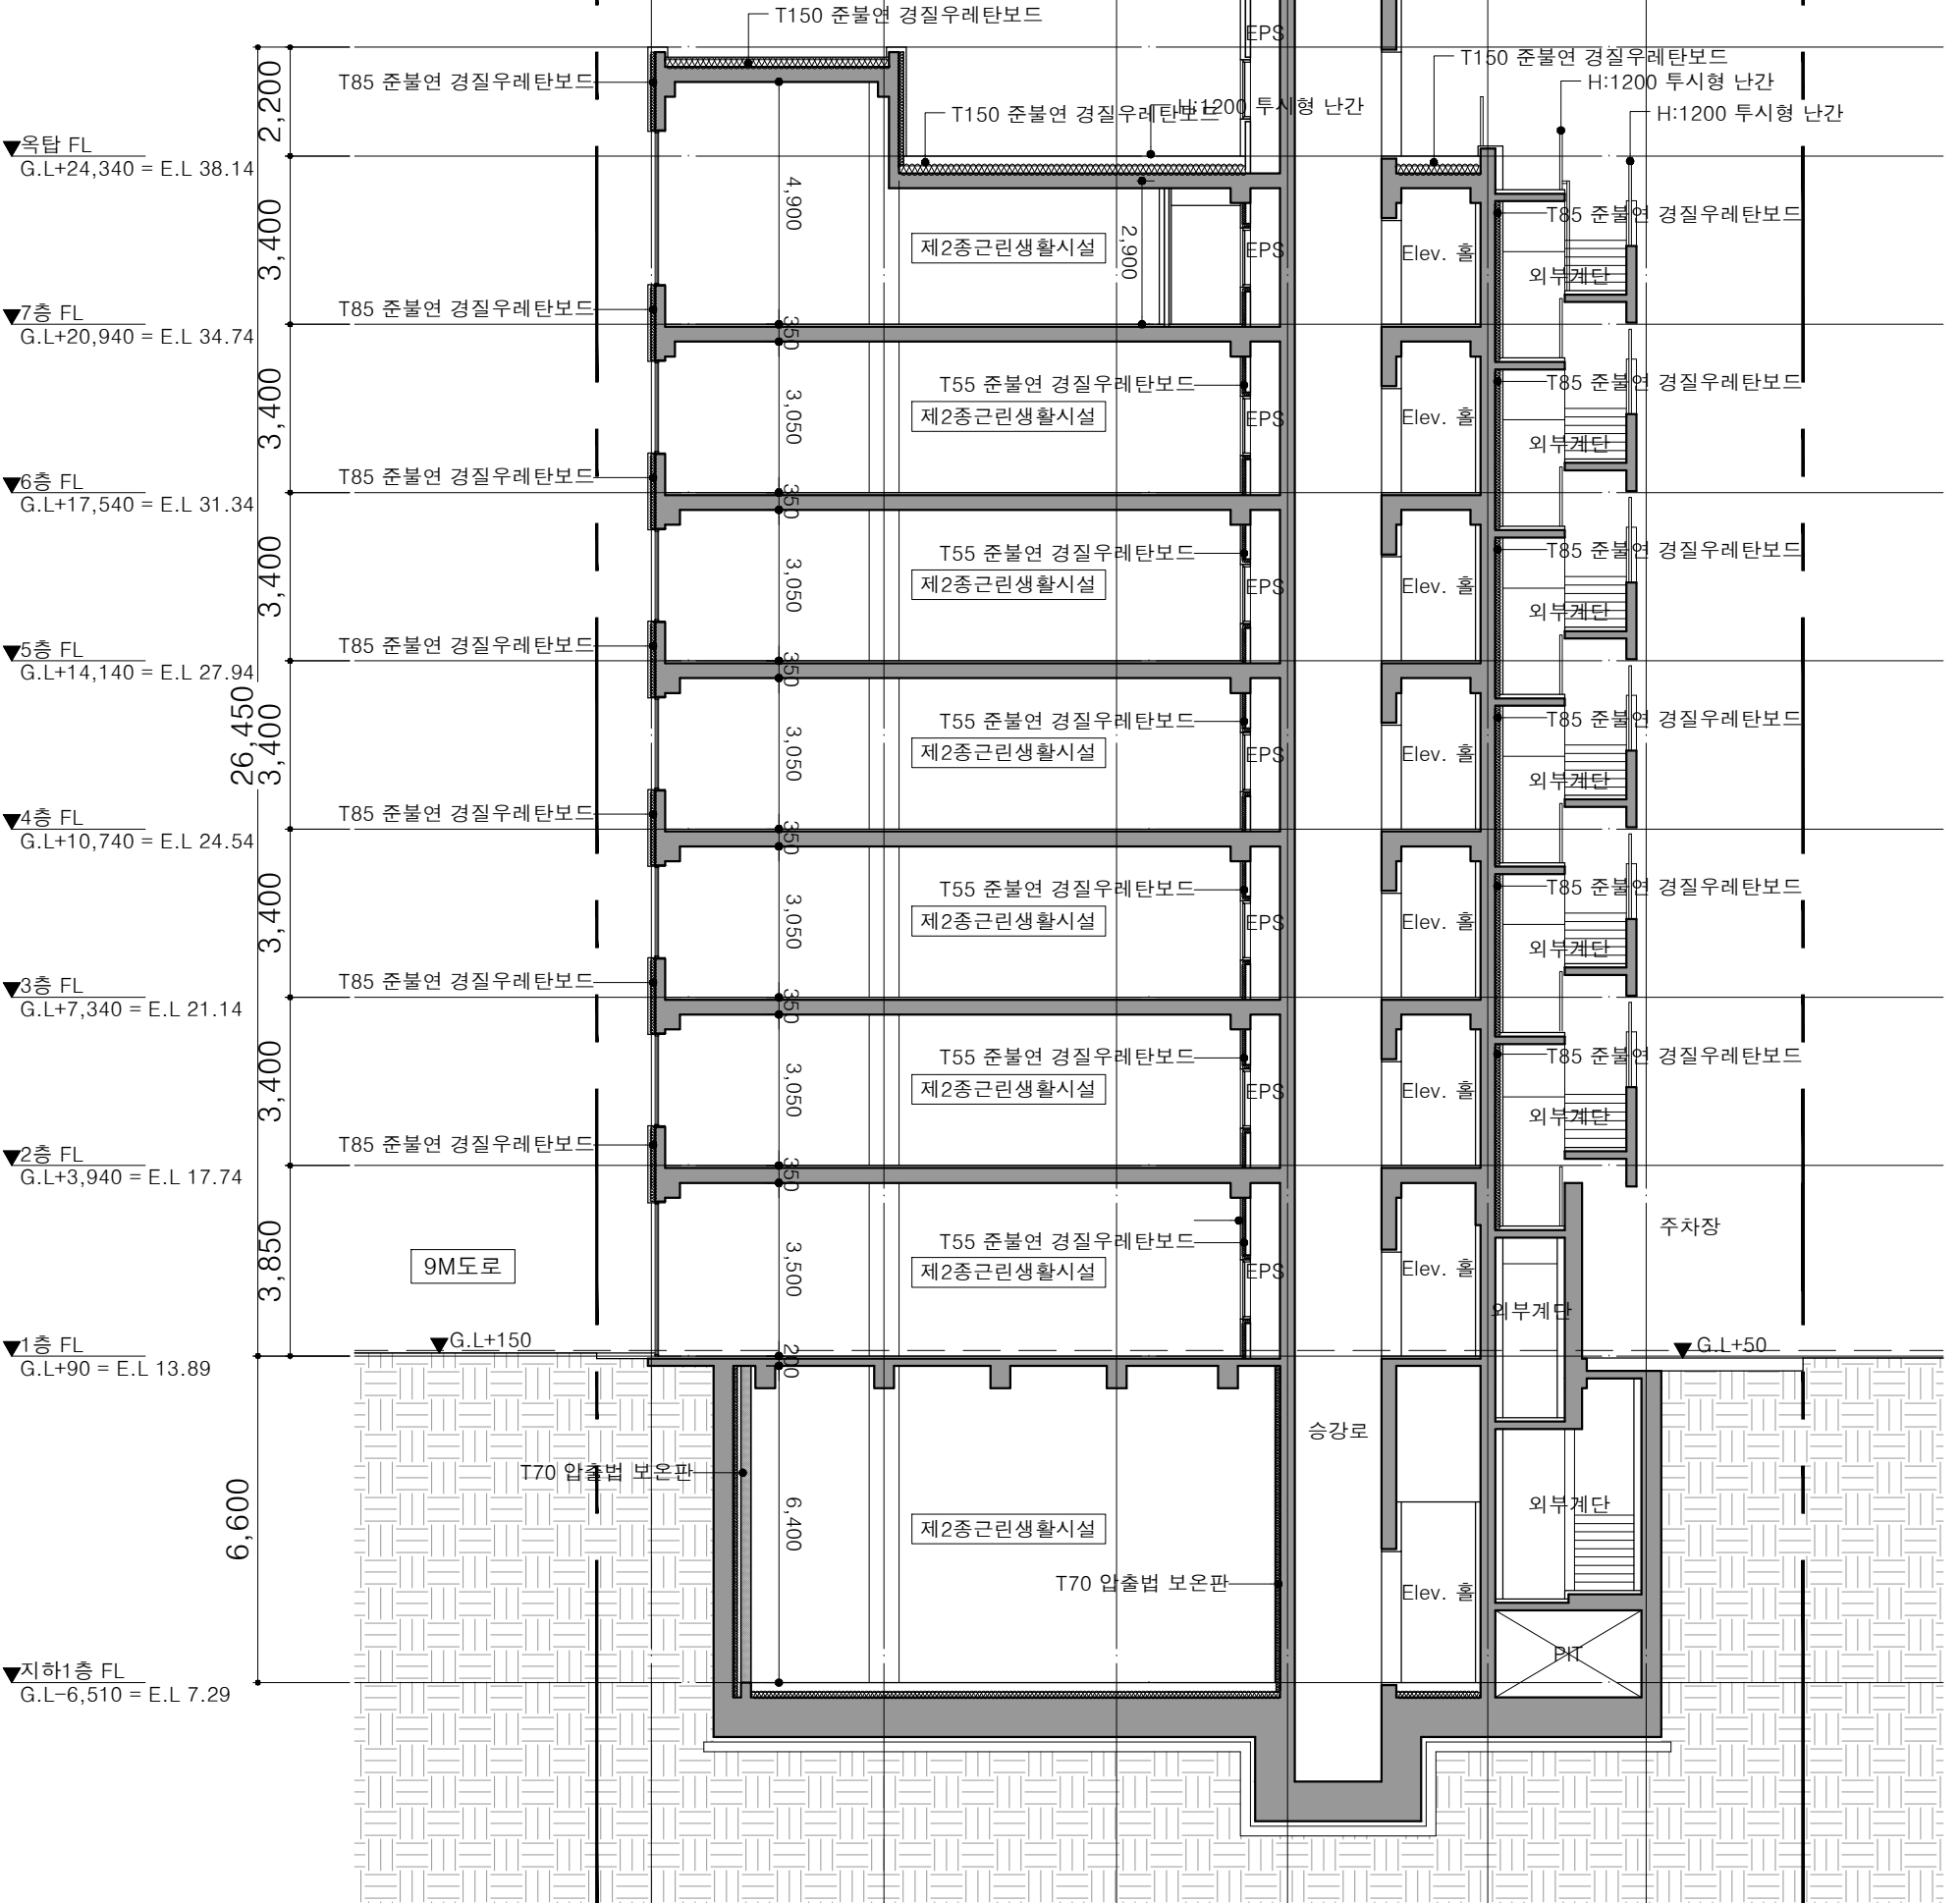 T150 준불연 경질우레탄보드
EPS
T150 준불연 경질우레탄보드
T85 준불연 경질우레탄보드
H:1200 투시형 난간
2,200
T150 준불연 경질우레탄보드
H:1200 투시형 난간
H:1200 투시형 난간
옥탑 FL
G.L+24,340 = E.L 38.14
4,900
3,400
제2종근린생활시설
2,900
EPS
Elev. 홀
T85 준불연 경질우레탄보드
외부계단
7층 FL
G.L+20,940 = E.L 34.74
T85 준불연 경질우레탄보드
350
3,400
3,050
T55 준불연 경질우레탄보드
제2종근린생활시설
EPS
Elev. 홀
T85 준불연 경질우레탄보드
외부계단
6층 FL
G.L+17,540 = E.L 31.34
T85 준불연 경질우레탄보드
350
3,400
3,050
T55 준불연 경질우레탄보드
제2종근린생활시설
EPS
Elev. 홀
T85 준불연 경질우레탄보드
외부계단
5층 FL
G.L+14,140 = E.L 27.94
T85 준불연 경질우레탄보드
350
26,450
3,400
3,050
T55 준불연 경질우레탄보드
제2종근린생활시설
EPS
Elev. 홀
T85 준불연 경질우레탄보드
외부계단
4층 FL
G.L+10,740 = E.L 24.54
T85 준불연 경질우레탄보드
350
3,400
3,050
T55 준불연 경질우레탄보드
제2종근린생활시설
EPS
Elev. 홀
T85 준불연 경질우레탄보드
외부계단
3층 FL
G.L+7,340 = E.L 21.14
T85 준불연 경질우레탄보드
350
3,400
3,050
T55 준불연 경질우레탄보드
제2종근린생활시설
EPS
Elev. 홀
T85 준불연 경질우레탄보드
외부계단
2층 FL
G.L+3,940 = E.L 17.74
T85 준불연 경질우레탄보드
350
3,850
9M도로
3,500
T55 준불연 경질우레탄보드
제2종근린생활시설
EPS
Elev. 홀
외부계단
주차장
1층 FL
G.L+90 = E.L 13.89
G.L+150
200
G.L+50
승강로
6,600
T70 압출법 보온판
6,400
제2종근린생활시설
T70 압출법 보온판
Elev. 홀
외부계단
PIT
지하1층 FL
G.L-6,510 = E.L 7.29